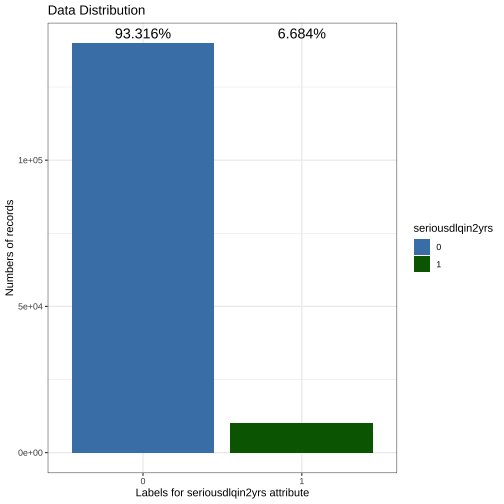 Data Distribution
93.316%
6.684%
1e+05
5e+04
0e+00
Numbers of records
0
1
Labels for seriousdlqin2yrs attribute
seriousdlqin2yrs
0
1